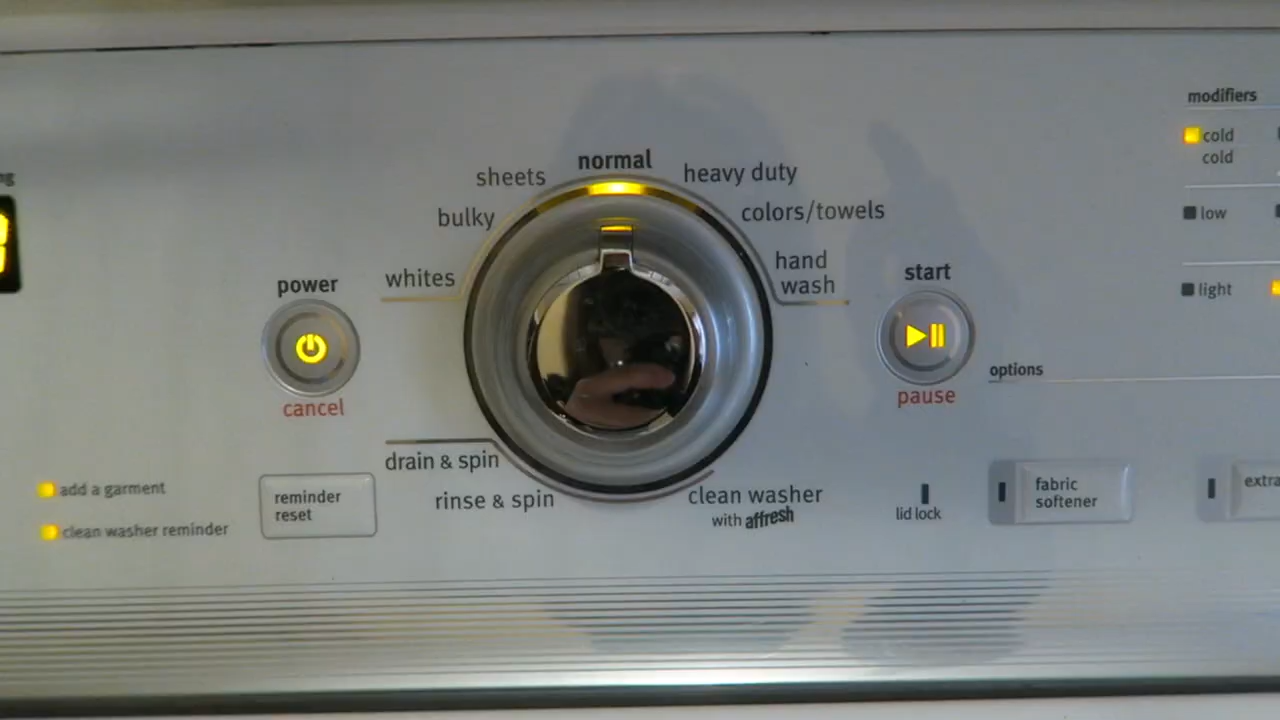 normal
sheets
heavy duty
bulky
colors/towels
whites
hand
wash
power
cancel
start
pause
drain & spin
rinse & spin
clean washer
with affresh
add a garment
clean washer reminder
reminder
reset
lid lock
modifiers
cold
cold
low
light
options
fabric
softener